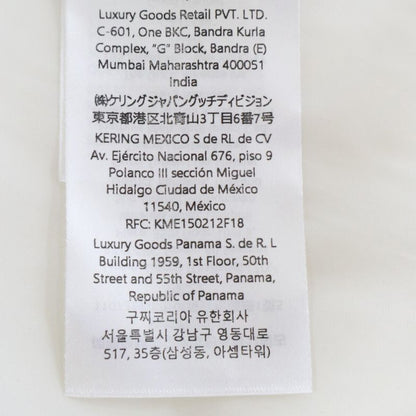 Luxury Goods Retail PVT. LTD.
C-601, One BKC, Bandra Kurla
Complex, "G" Block, Bandra (E)
Mumbai Maharashtra 400051
India
㈱ケリングジャパングッチディビジョン
東京都港区北青山3丁目6番7号
KERING MEXICO S de RL de CV
Av. Ejército Nacional 676, piso 9
Polanco III sección Miguel
Hidalgo Ciudad de México
11540, México
RFC: KME150212F18
Luxury Goods Panama S. de R. L
Building 1959, 1st Floor, 50th
Street and 55th Street, Panama,
Republic of Panama
구찌코리아 유한회사
서울특별시 강남구 영동대로
517, 35층(삼성동, 아셈타워)